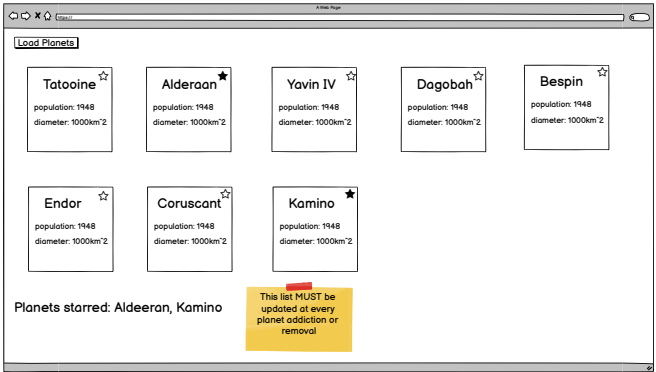 A Web Page
https://
Load Planets
Tatooine
population: 1948
diameter: 1000km^2
Alderaan
population: 1948
diameter: 1000km^2
Yavin IV
population: 1948
diameter: 1000km^2
Dagobah
population: 1948
diameter: 1000km^2
Bespin
population: 1948
diameter: 1000km^2
Endor
population: 1948
diameter: 1000km^2
Coruscant
population: 1948
diameter: 1000km^2
Kamino
population: 1948
diameter: 1000km^2
Planets starred: Aldeeran, Kamino
This list MUST be
updated at every
planet addiction or
removal